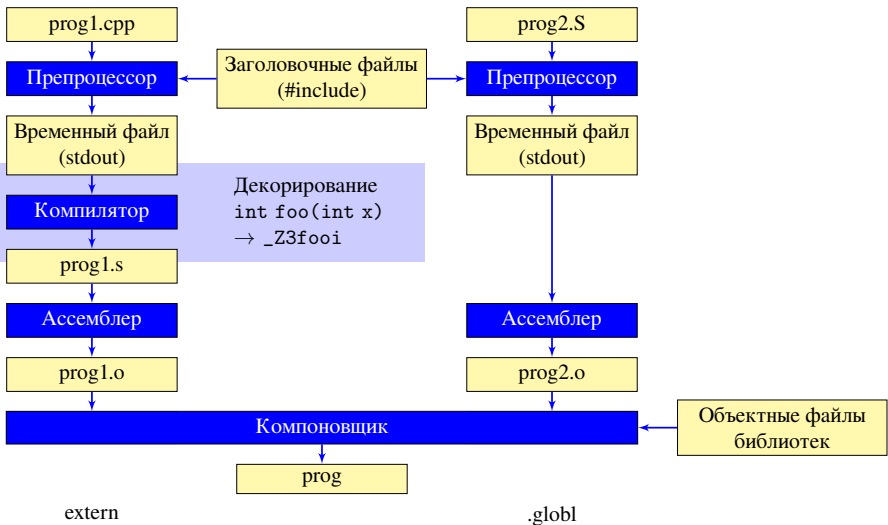 prog1.cpp
prog2.S
Препроцессор
Заголовочные файлы
(#include)
Препроцессор
Временный файл
(stdout)
Временный файл
(stdout)
Компилятор
Декорирование
int foo(int x)
→ _Z3fooi
prog1.s
Ассемблер
Ассемблер
prog1.o
prog2.o
Компоновщик
Объектные файлы
библиотек
prog
extern
.globl